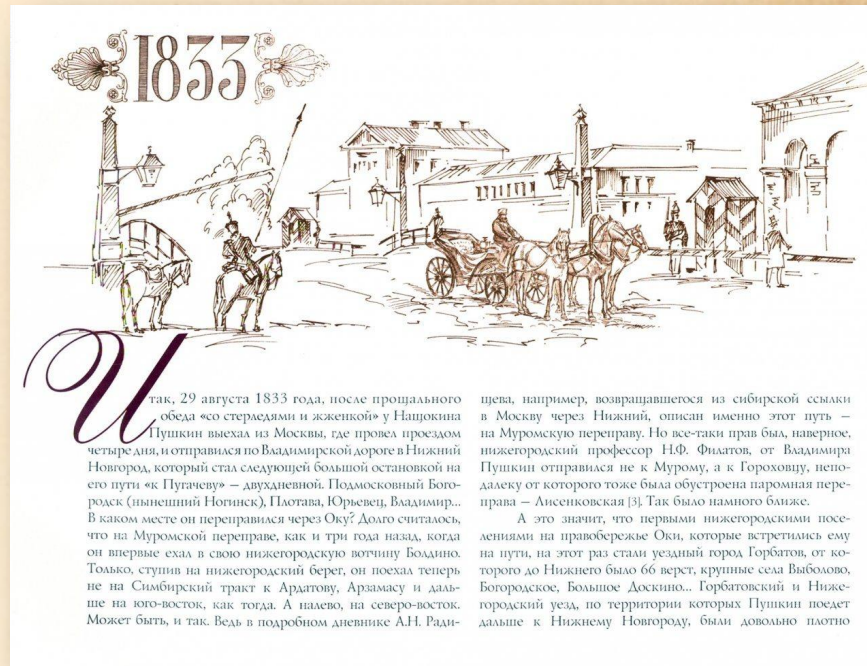 1833
Итак, 29 августа 1833 года, после прощального
обеда «со стерледями и жженкой» у Нащокина
Пушкин выехал из Москвы, где провел проездом
четыре дня, и отправился по Владимирской дороге в Нижний
Новгород, который стал следующей большой остановкой на
его пути «к Пугачеву» – двухдневной. Подмосковный Бого-
родск (нынешний Ногинск), Плотава, Юрьевец, Владимир...
В каком месте он переправился через Оку? Долго считалось,
что на Муромской переправе, как и три года назад, когда
он впервые ехал в свою нижегородскую вотчину Болдино.
Только, ступив на нижегородский берег, он поехал теперь
не на Симбирский тракт к Ардатову, Арзамасу и даль-
ше на юго-восток, как тогда. А налево, на северо-восток.
Может быть, и так. Ведь в подробном дневнике А.Н. Ради-
щева, например, возвращавшегося из сибирской ссылки
в Москву через Нижний, описан именно этот путь –
на Муромскую переправу. Но все-таки прав был, наверное,
нижегородский профессор Н.Ф. Филатов, от Владимира
Пушкин отправился не к Мурому, а к Гороховцу, непо-
далеку от которого тоже была обустроена паромная пере-
права – Лисенковская [3]. Так было намного ближе.
А это значит, что первыми нижегородскими посе-
лениями на правобережье Оки, которые встретились ему
на пути, на этот раз стали уездный город Горбатов, от ко-
торого до Нижнего было 66 верст, крупные села Выболово,
Богородское, Большое Доскино... Горбатовский и Ниже-
городский уезд, по территории которых Пушкин поедет
дальше к Нижнему Новгороду, были довольно плотно